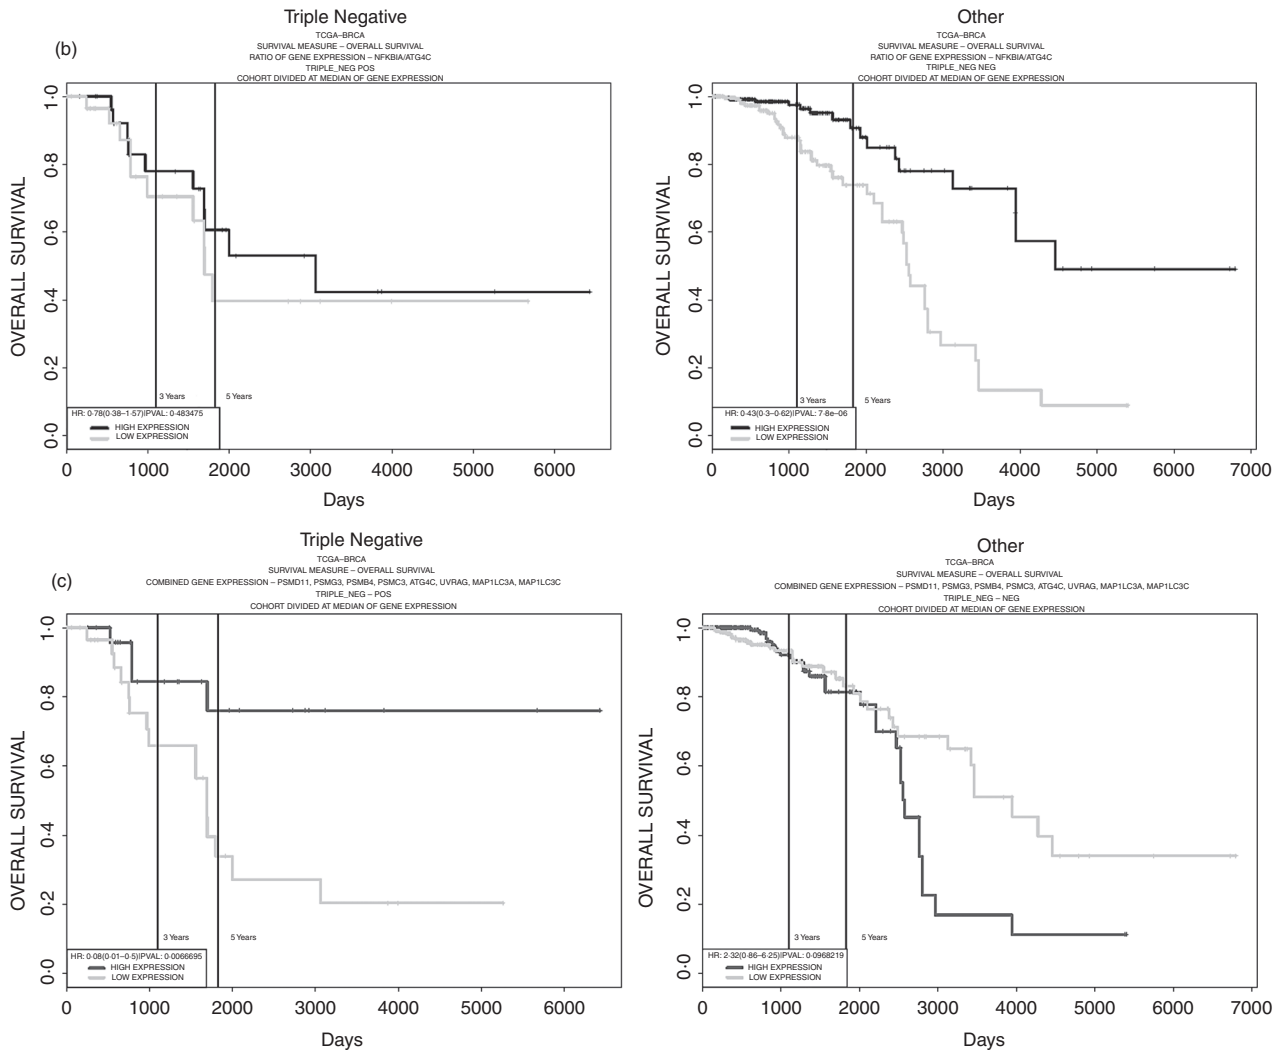 Triple Negative
TCGA–BRCA
(b)
SURVIVAL MEASURE – OVERALL SURVIVAL
RATIO OF GENE EXPRESSION – NFKBIA/ATG4C
TRIPLE_NEG POS
COHORT DIVIDED AT MEDIAN OF GENE EXPRESSION
OVERALL SURVIVAL
1·0
0·8
0·6
0·4
0·2
0·0
3 Years
5 Years
HR: 0·78(0·38–1·57)|PVAL: 0·483475
HIGH EXPRESSION
LOW EXPRESSION
0 1000 2000 3000 4000 5000 6000
Days
Other
TCGA–BRCA
SURVIVAL MEASURE – OVERALL SURVIVAL
RATIO OF GENE EXPRESSION – NFKBIA/ATG4C
TRIPLE_NEG NEG
COHORT DIVIDED AT MEDIAN OF GENE EXPRESSION
OVERALL SURVIVAL
1·0
0·8
0·6
0·4
0·2
0·0
3 Years
5 Years
HR: 0·43(0·3–0·62)|PVAL: 7·8e–06
HIGH EXPRESSION
LOW EXPRESSION
0 1000 2000 3000 4000 5000 6000 7000
Days
Triple Negative
TCGA–BRCA
(c)
SURVIVAL MEASURE – OVERALL SURVIVAL
COMBINED GENE EXPRESSION – PSMD11, PSMG3, PSMB4, PSMC3, ATG4C, UVRAG, MAP1LC3A, MAP1LC3C
TRIPLE_NEG – POS
COHORT DIVIDED AT MEDIAN OF GENE EXPRESSION
OVERALL SURVIVAL
1·0
0·8
0·6
0·4
0·2
0·0
3 Years
5 Years
HR: 0·08(0·01–0·5)|PVAL: 0·0066695
HIGH EXPRESSION
LOW EXPRESSION
0 1000 2000 3000 4000 5000 6000
Days
Other
TCGA–BRCA
SURVIVAL MEASURE – OVERALL SURVIVAL
COMBINED GENE EXPRESSION – PSMD11, PSMG3, PSMB4, PSMC3, ATG4C, UVRAG, MAP1LC3A, MAP1LC3C
TRIPLE_NEG – NEG
COHORT DIVIDED AT MEDIAN OF GENE EXPRESSION
OVERALL SURVIVAL
1·0
0·8
0·6
0·4
0·2
0·0
3 Years
5 Years
HR: 2·32(0·86–6·25)|PVAL: 0·0968219
HIGH EXPRESSION
LOW EXPRESSION
0 1000 2000 3000 4000 5000 6000 7000
Days